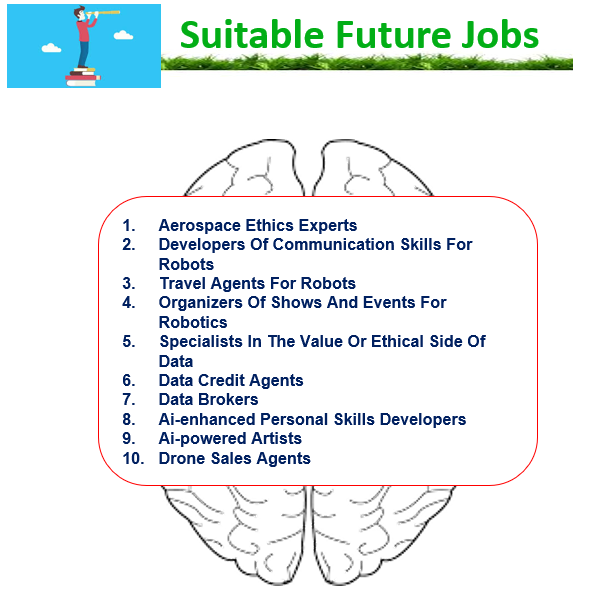 Suitable Future Jobs
1. Aerospace Ethics Experts
2. Developers Of Communication Skills For
Robots
3. Travel Agents For Robots
4. Organizers Of Shows And Events For
Robotics
5. Specialists In The Value Or Ethical Side Of
Data
6. Data Credit Agents
7. Data Brokers
8. Ai-enhanced Personal Skills Developers
9. Ai-powered Artists
10. Drone Sales Agents